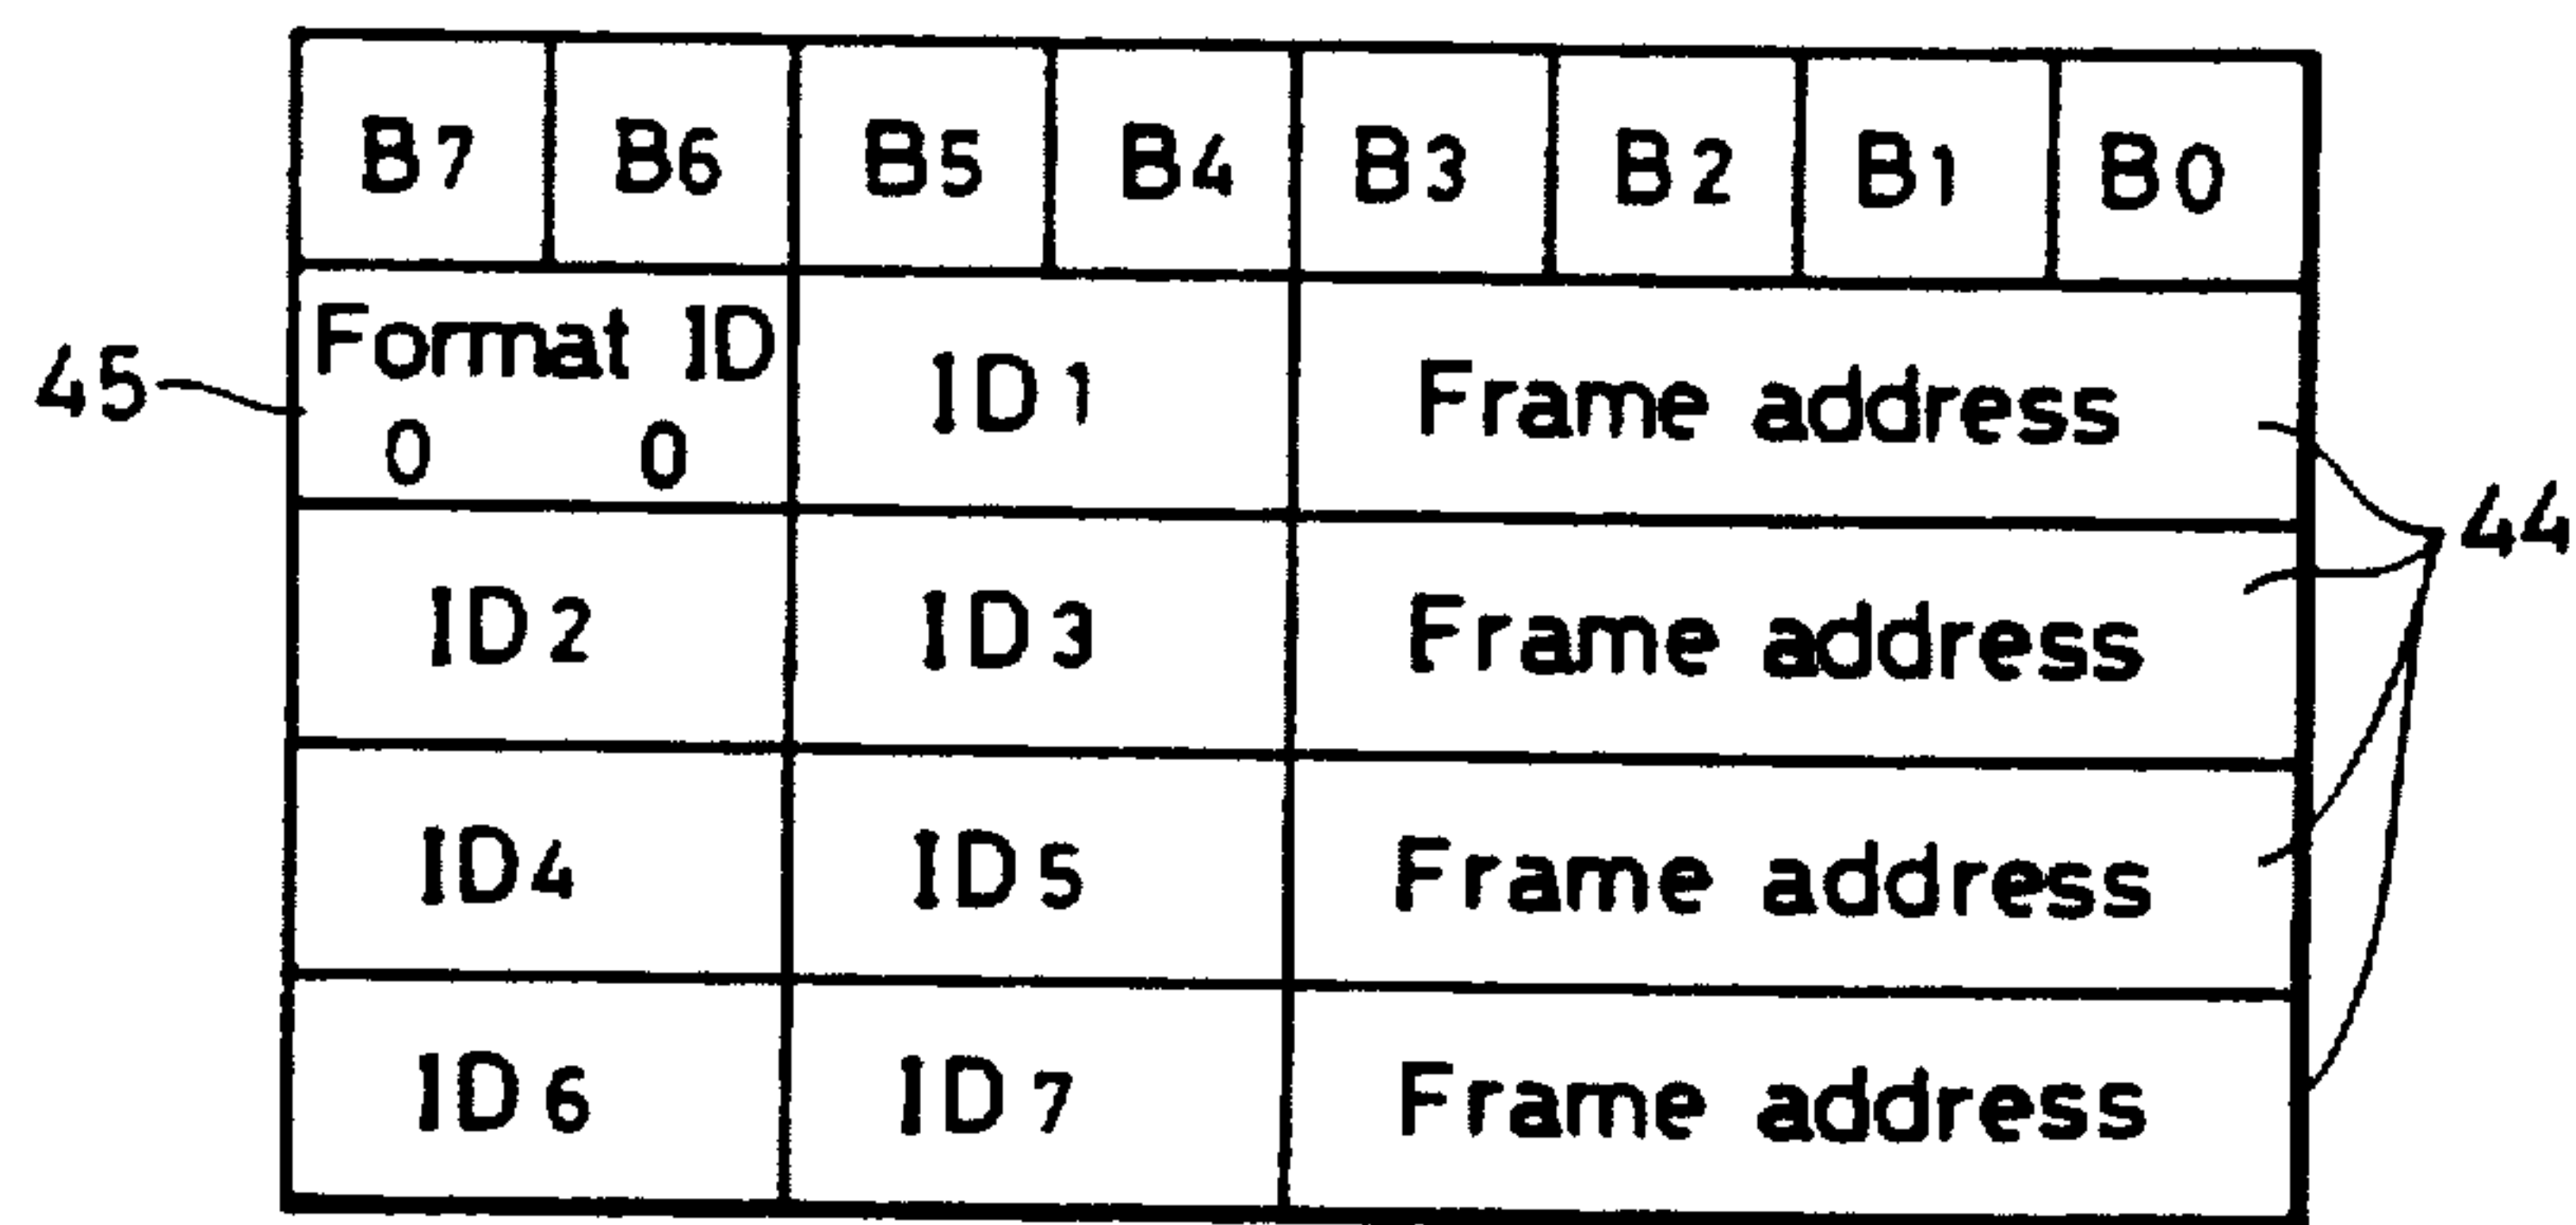 B7 B6 B5 B4 B3 B2 B1 B0
Format ID
0 0
ID1
Frame address
45
44
ID2 ID3 Frame address
ID4 ID5 Frame address
ID6 ID7 Frame address